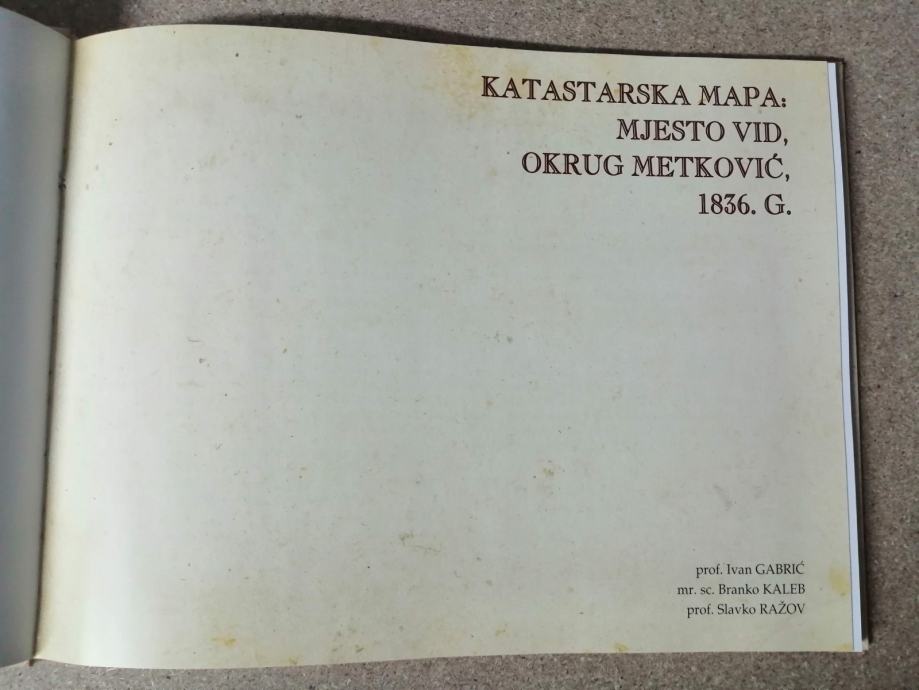 KATASTARSKA MAPA:
MJESTO VID,
OKRUG METKOVIĆ,
1836. G.
prof. Ivan GABRIĆ
mr. sc. Branko KALEB
prof. Slavko RAŽOV